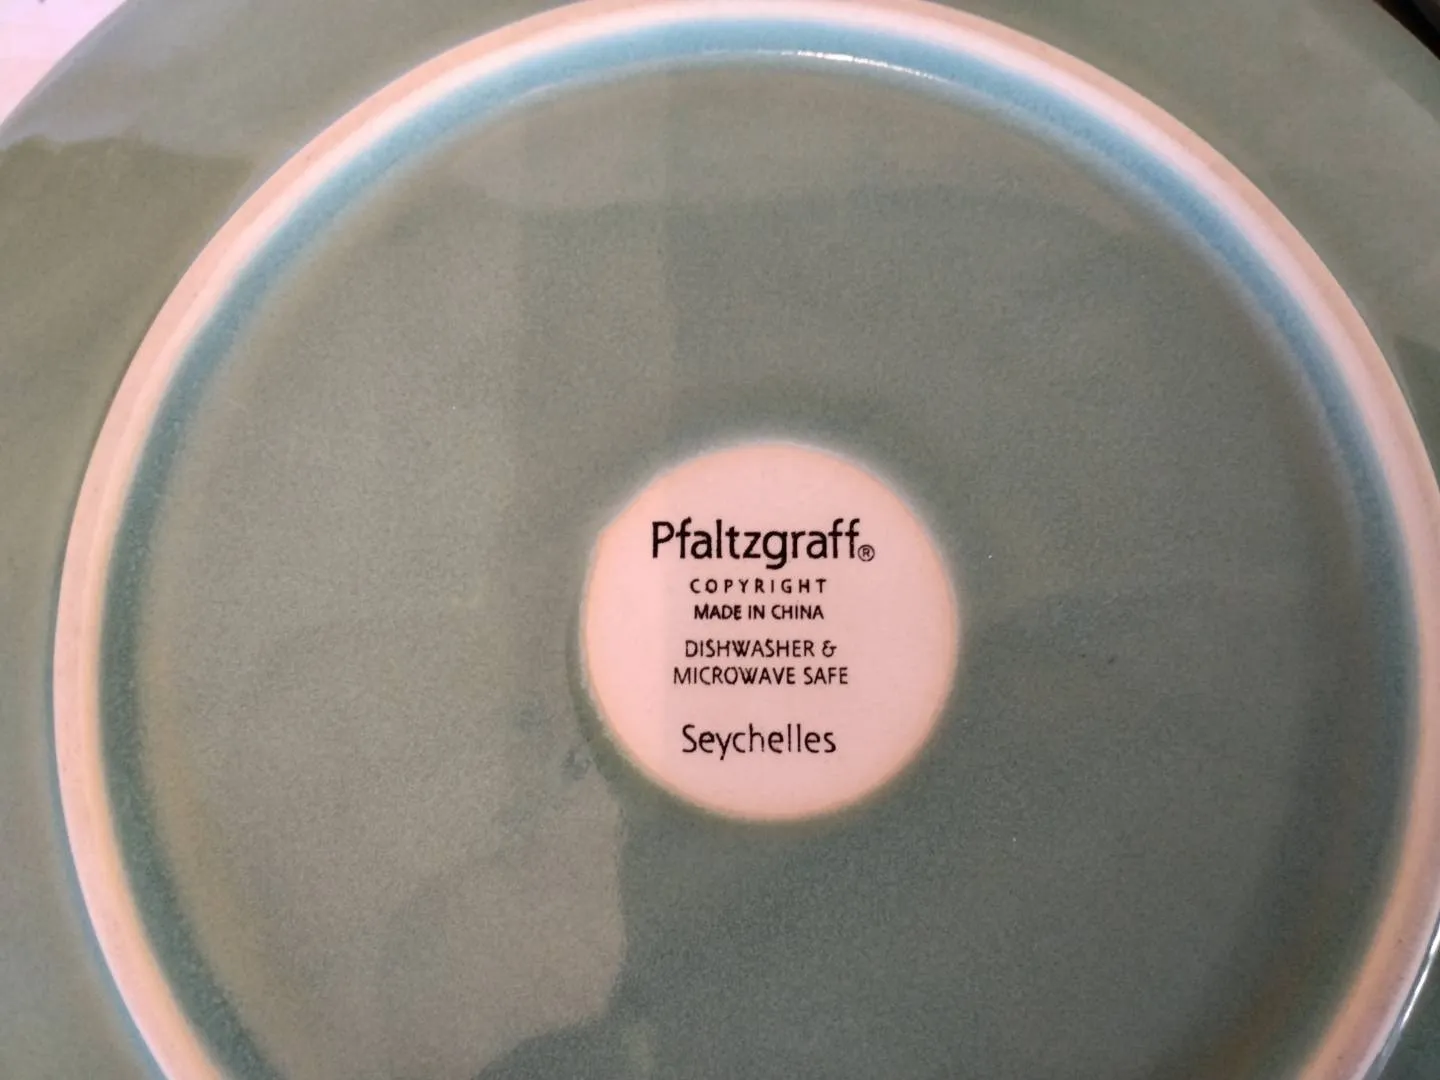 Pfaltzgraff®
COPYRIGHT
MADE IN CHINA
DISHWASHER &
MICROWAVE SAFE
Seychelles